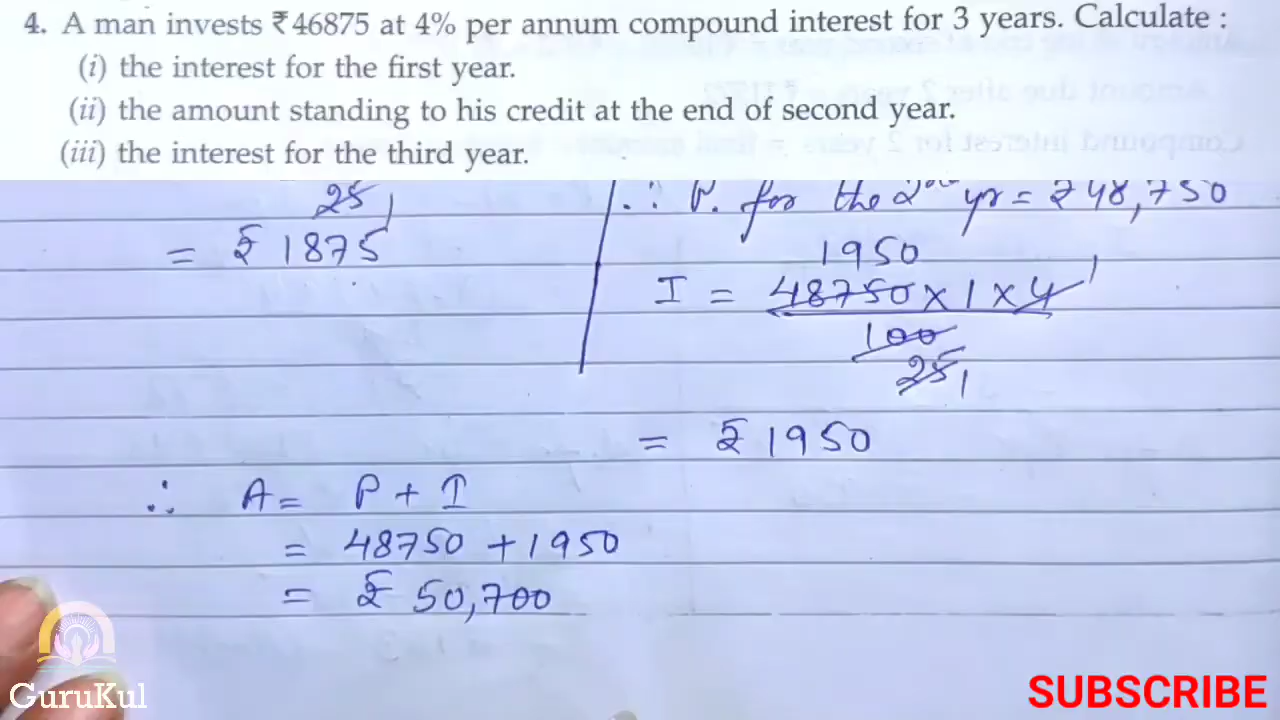 4. A man invests ₹46875 at 4% per annum compound interest for 3 years. Calculate :
(i) the interest for the first year.
(ii) the amount standing to his credit at the end of second year.
(iii) the interest for the third year.
25 1
= ₹ 1875
∴ P. for the 2nd yr = ₹48,750
1950
I = 48750 × 1 × 4 1
100
25 1
= ₹ 1950
∴ A = P + I
= 48750 + 1950
= ₹ 50,700
GuruKul
SUBSCRIBE